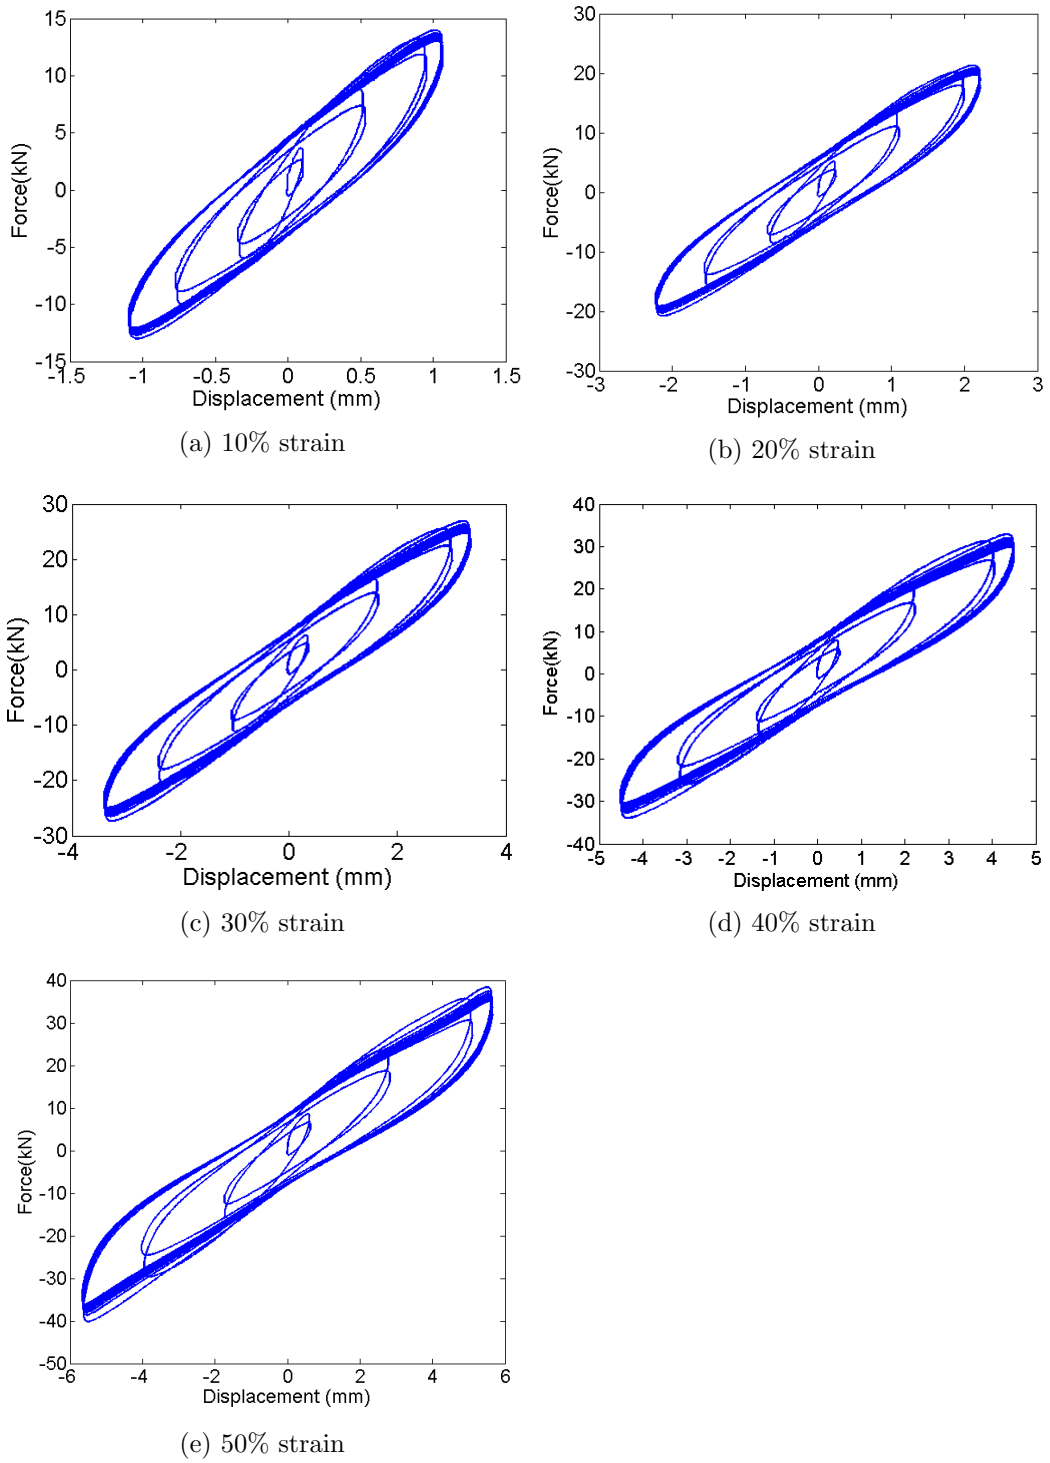 15
10
5
0
-5
-10
-15
Force(kN)
-1.5 -1 -0.5 0 0.5 1 1.5
Displacement (mm)
(a) 10% strain
30
20
10
0
-10
-20
-30
Force(kN)
-3 -2 -1 0 1 2 3
Displacement (mm)
(b) 20% strain
30
20
10
0
-10
-20
-30
Force(kN)
-4 -2 0 2 4
Displacement (mm)
(c) 30% strain
40
30
20
10
0
-10
-20
-30
-40
Force(kN)
-5 -4 -3 -2 -1 0 1 2 3 4 5
Displacement (mm)
(d) 40% strain
40
30
20
10
0
-10
-20
-30
-40
-50
Force(kN)
-6 -4 -2 0 2 4 6
Displacement (mm)
(e) 50% strain